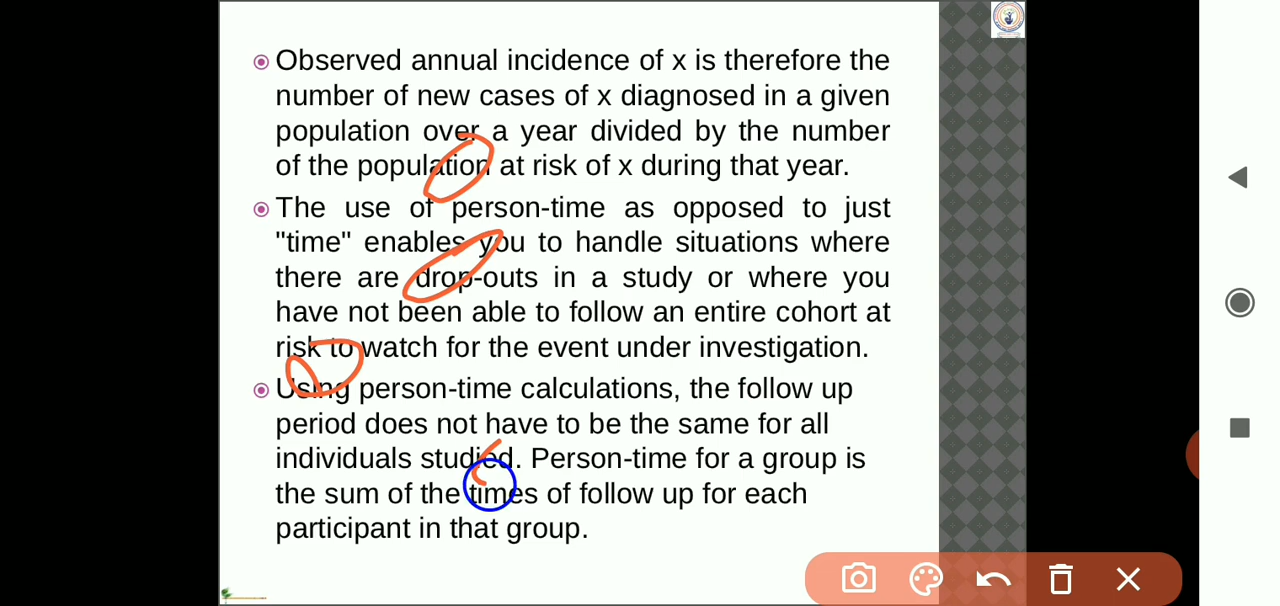 Observed annual incidence of x is therefore the
number of new cases of x diagnosed in a given
population over a year divided by the number
of the population at risk of x during that year.
The use of person-time as opposed to just
"time" enables you to handle situations where
there are drop-outs in a study or where you
have not been able to follow an entire cohort at
risk to watch for the event under investigation.
Using person-time calculations, the follow up
period does not have to be the same for all
individuals studied. Person-time for a group is
the sum of the times of follow up for each
participant in that group.